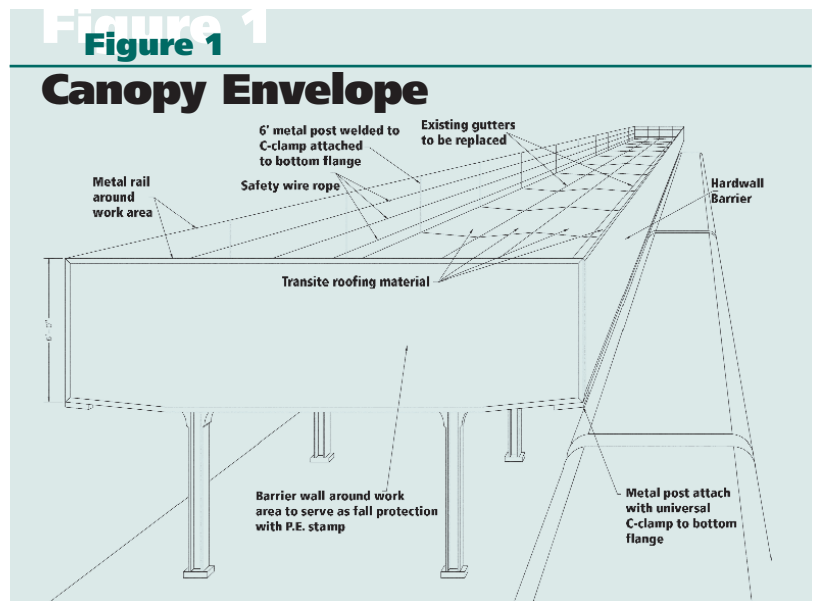 Figure 1
Figure 1
Canopy Envelope
6’ metal post welded to
C-clamp attached
to bottom flange
Existing gutters
to be replaced
Metal rail
around
work area
Safety wire rope
Hardwall
Barrier
Transite roofing material
6'-0"
Barrier wall around work
area to serve as fall protection
with P.E. stamp
Metal post attach
with universal
C-clamp to bottom
flange